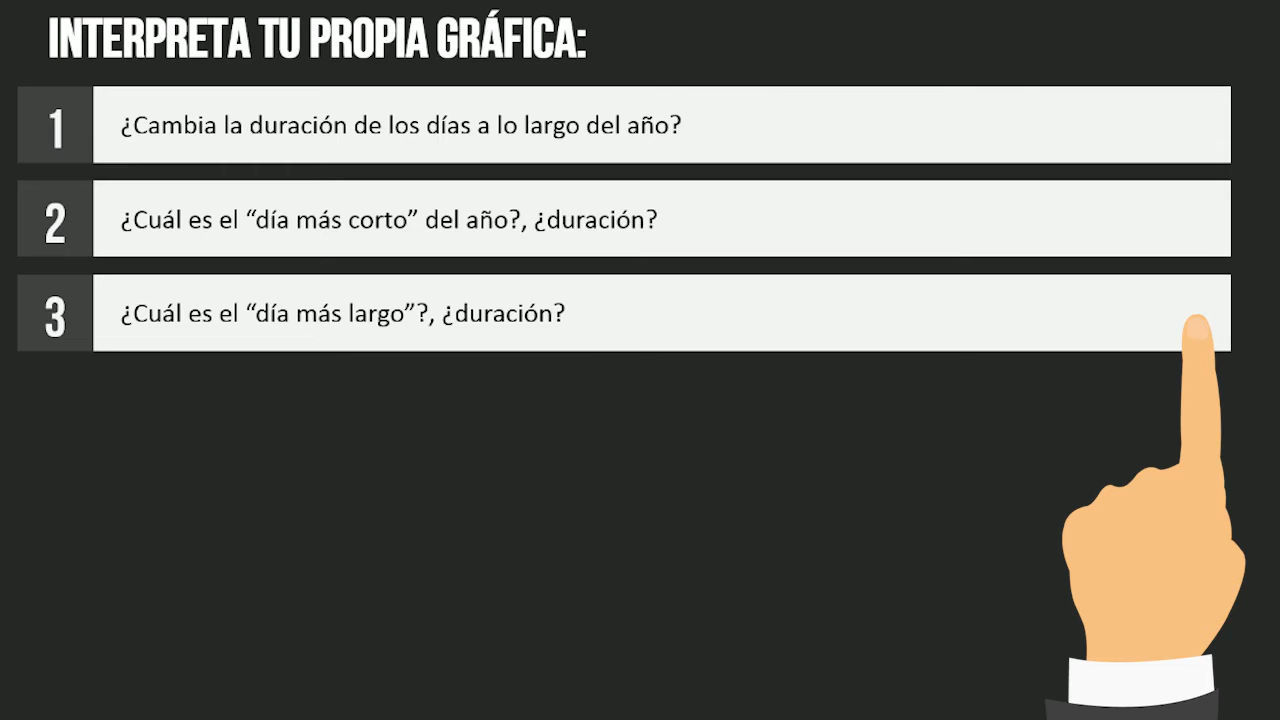 INTERPRETA TU PROPIA GRÁFICA:
1 ¿Cambia la duración de los días a lo largo del año?
2 ¿Cuál es el “día más corto” del año?, ¿duración?
3 ¿Cuál es el “día más largo”?, ¿duración?